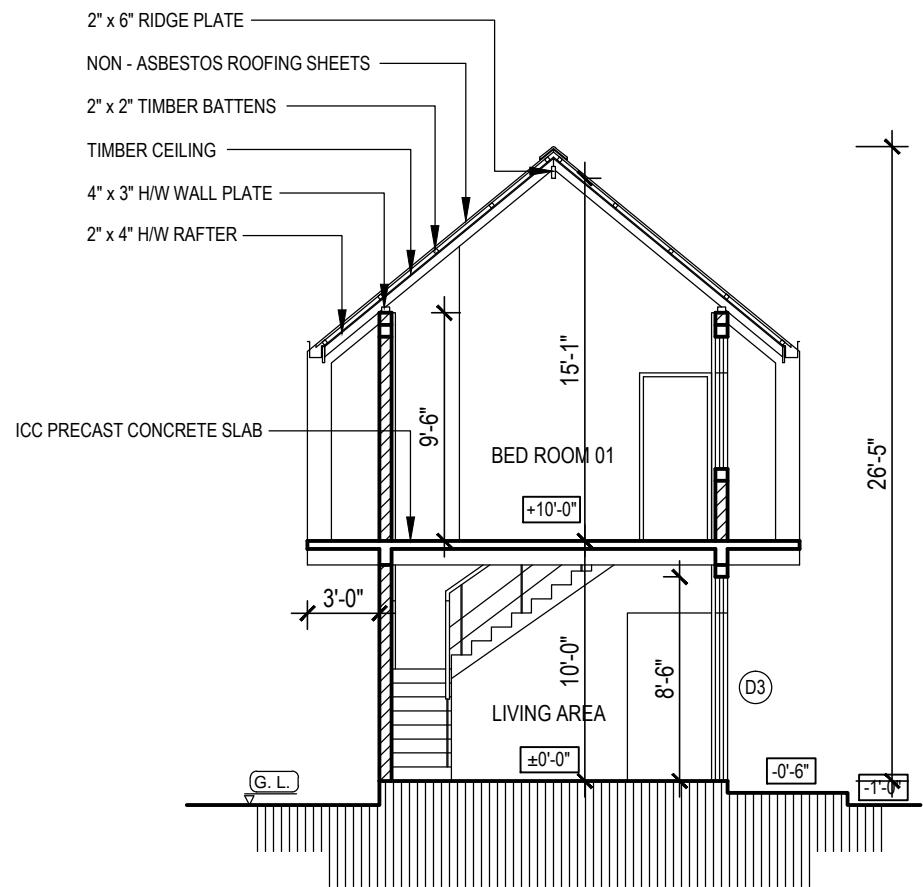 2" x 6" RIDGE PLATE
NON - ASBESTOS ROOFING SHEETS
2" x 2" TIMBER BATTENS
TIMBER CEILING
4" x 3" H/W WALL PLATE
2" x 4" H/W RAFTER
ICC PRECAST CONCRETE SLAB
9'-6"
15'-1"
26'-5"
BED ROOM 01
+10'-0"
3'-0"
10'-0"
8'-6"
D3
LIVING AREA
±0'-0"
-0'-6"
G. L.
-1'-0"